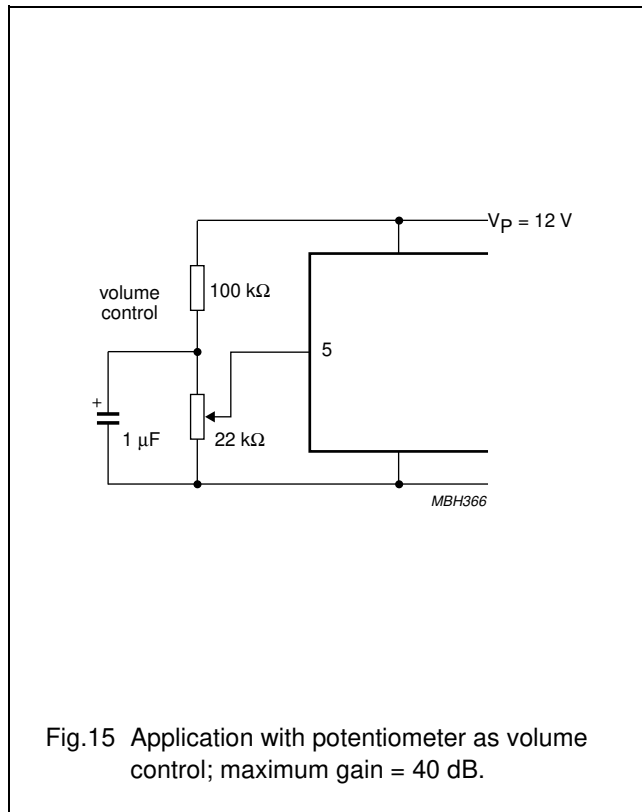 V_P = 12 V
volume
control
100 kΩ
5
+
1 μF
22 kΩ
MBH366
Fig.15 Application with potentiometer as volume
control; maximum gain = 40 dB.